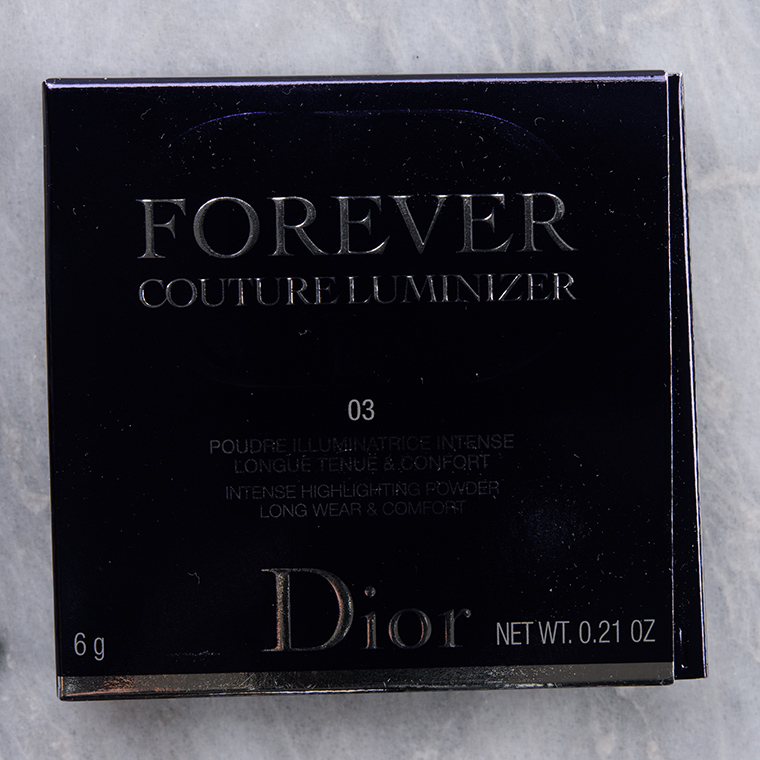 FOREVER
COUTURE LUMINIZER
03
POUDRE ILLUMINATRICE INTENSE
LONGUE TENUE & CONFORT
INTENSE HIGHLIGHTING POWDER
LONG WEAR & COMFORT
6 g
Dior
NET WT. 0.21 OZ